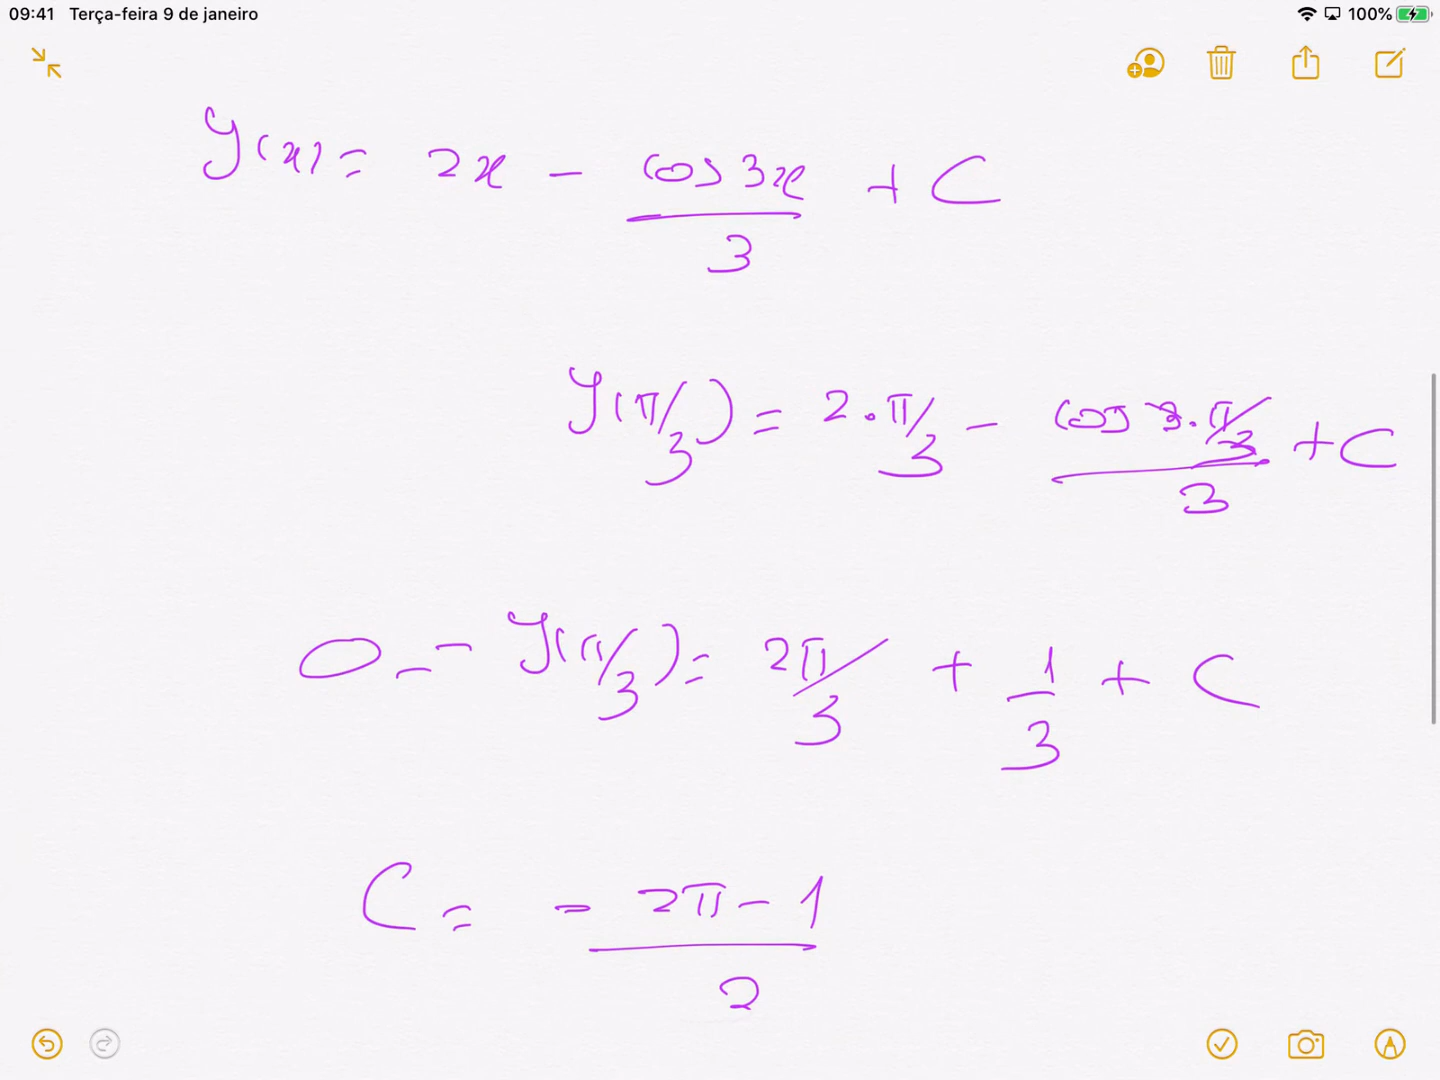 09:41 Terça-feira 9 de janeiro 100%
y(x) = 2x - cos 3x / 3 + C
y(π/3) = 2.π/3 - cos 3.π/3 / 3 + C
0 = y(π/3) = 2π/3 + 1/3 + C
C = - 2π - 1 / 2